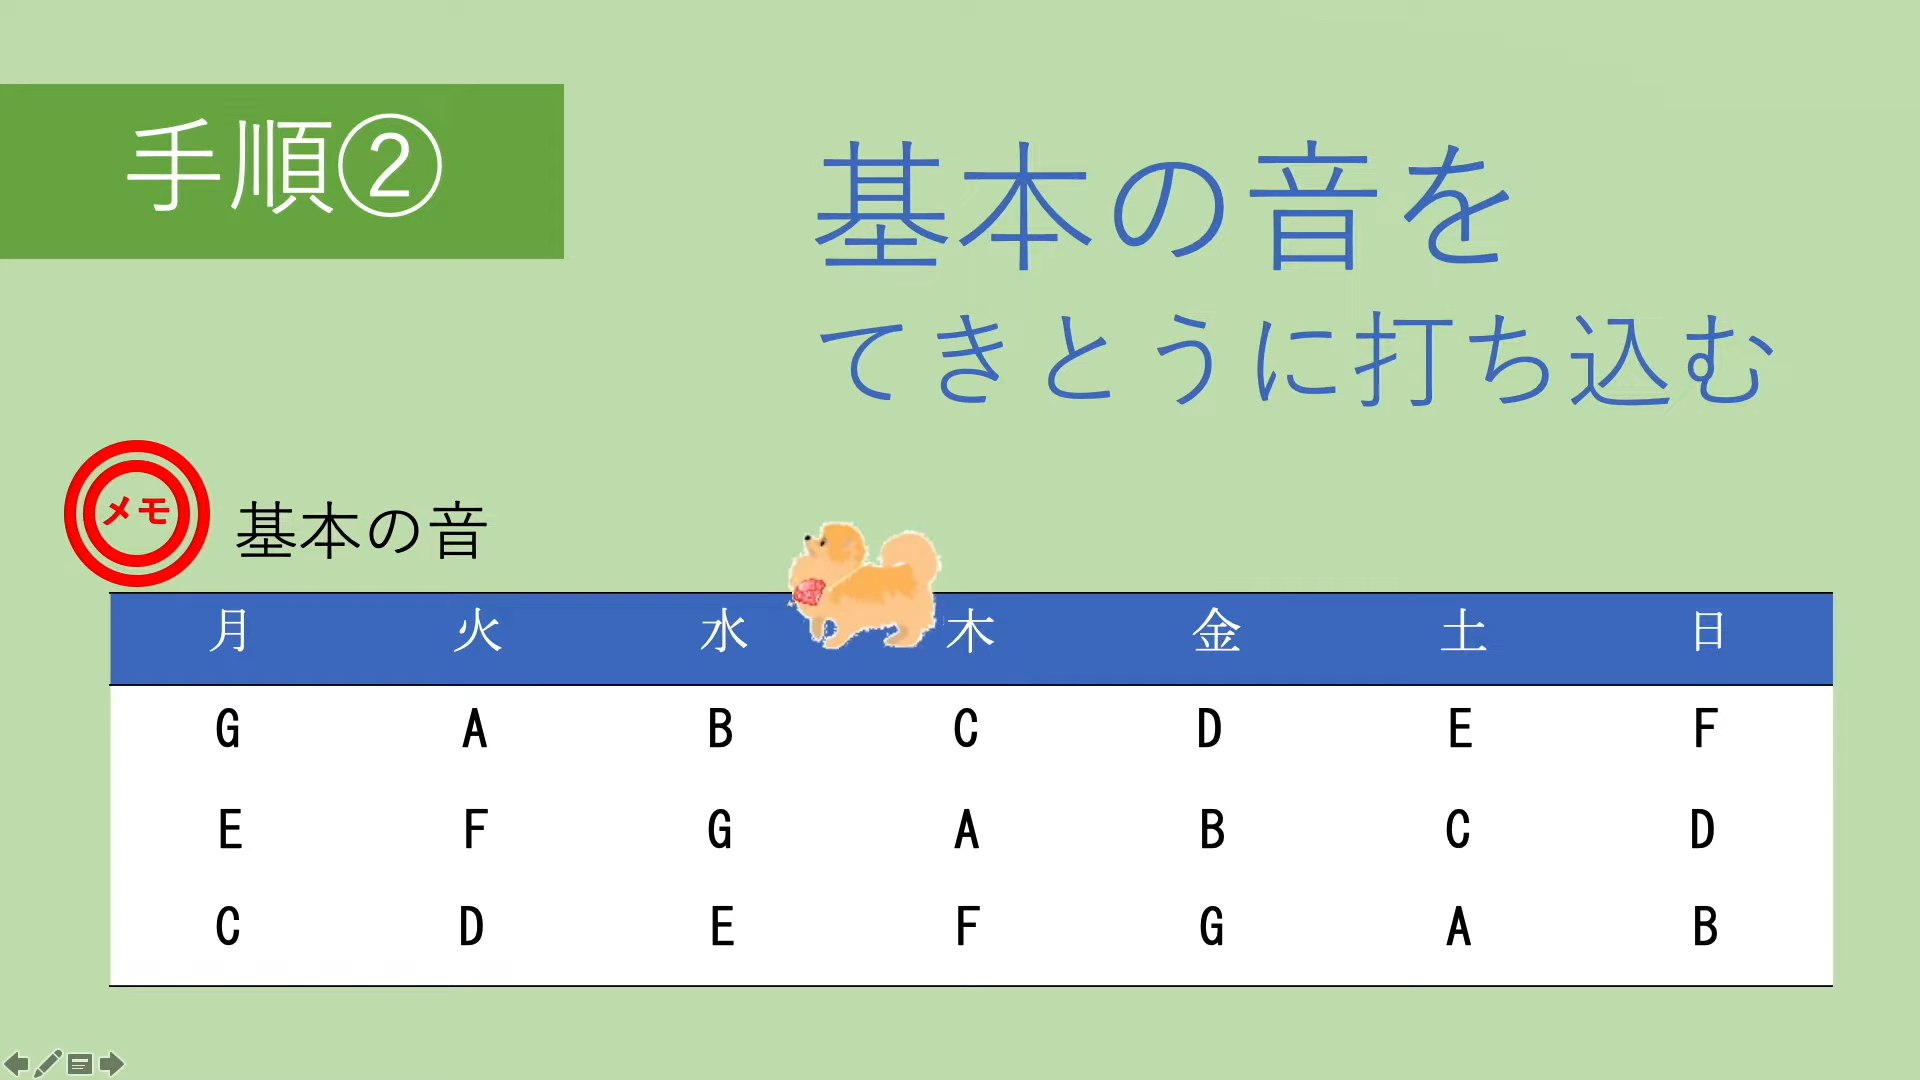 手順②
基本の音を
てきとうに打ち込む
メモ
基本の音
月 火 水 木 金 土 日
G A B C D E F
E F G A B C D
C D E F G A B